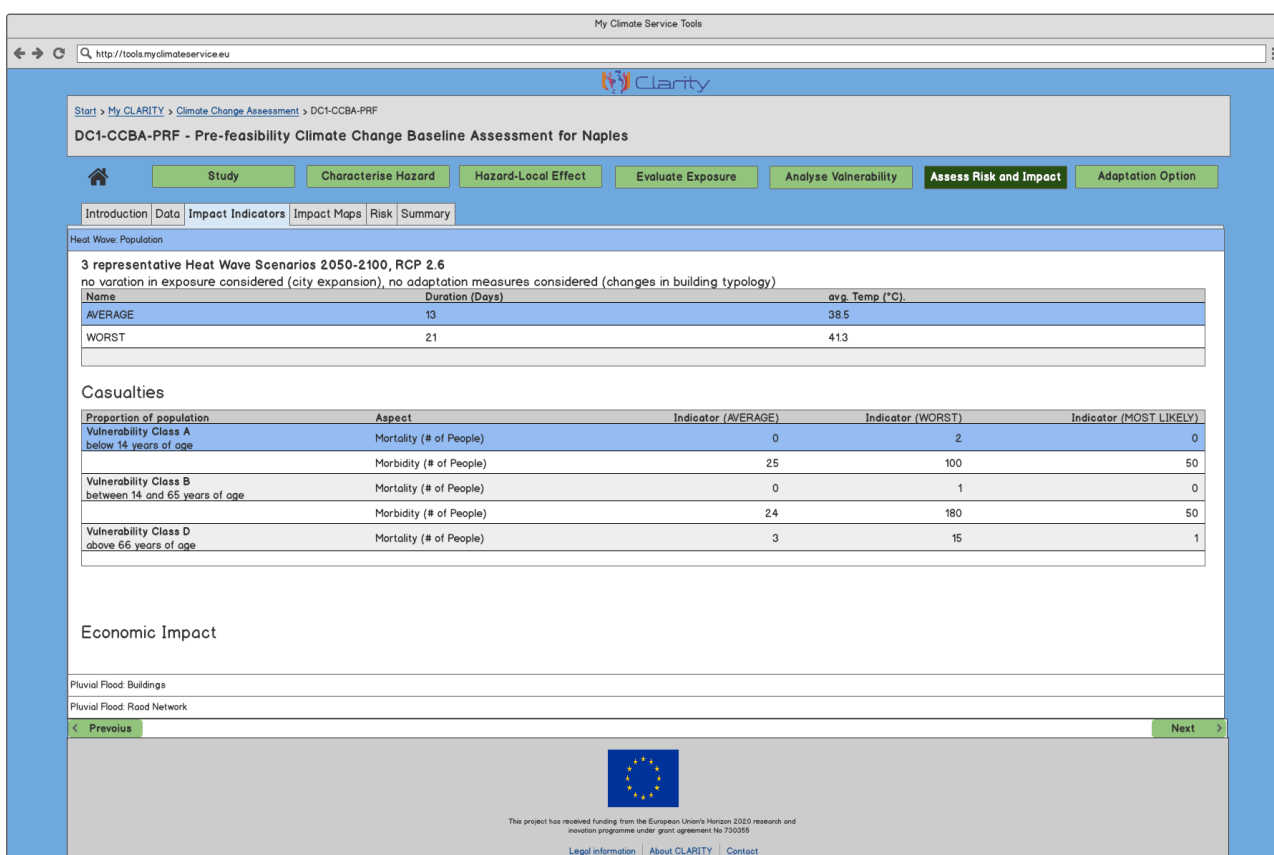 My Climate Service Tools
http://tools.myclimateservice.eu
Clarity
Start > My CLARITY > Climate Change Assessment > DC1-CCBA-PRF
DC1-CCBA-PRF - Pre-feasibility Climate Change Baseline Assessment for Naples
Study Characterise Hazard Hazard-Local Effect Evaluate Exposure Analyse Valnerability Assess Risk and Impact Adaptation Option
Introduction Data Impact Indicators Impact Maps Risk Summary
Heat Wave: Population
3 representative Heat Wave Scenarios 2050-2100, RCP 2.6
no varation in exposure considered (city expansion), no adaptation measures considered (changes in building typology)
Name Duration (Days) avg. Temp (°C).
AVERAGE 13 38.5
WORST 21 41.3
Casualties
Proportion of population Aspect Indicator (AVERAGE) Indicator (WORST) Indicator (MOST LIKELY)
Vulnerability Class A
below 14 years of age Mortality (# of People) 0 2 0
Morbidity (# of People) 25 100 50
Vulnerability Class B
between 14 and 65 years of age Mortality (# of People) 0 1 0
Morbidity (# of People) 24 180 50
Vulnerability Class D
above 66 years of age Mortality (# of People) 3 15 1
Economic Impact
Pluvial Flood: Buildings
Pluvial Flood: Raod Network
< Prevoius Next >
This project has received funding from the European Union's Horizon 2020 research and
inovation programme under grant agreement No 730355
Legal information | About CLARITY | Contact